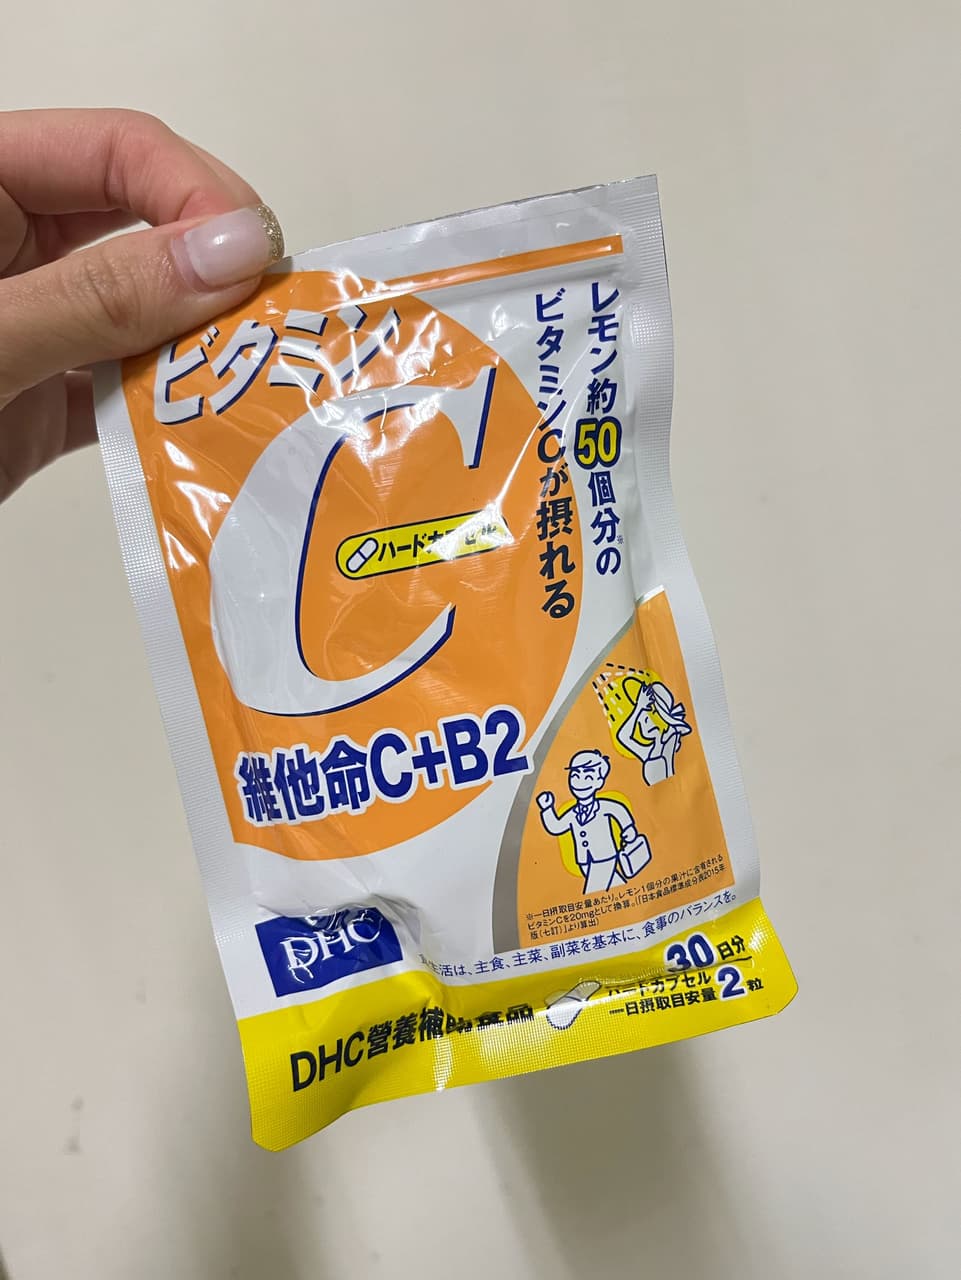 ビタミン
C
ハードカプセル
レモン約50個分の※
ビタミンCが摂れる
維他命C+B2
※一日摂取目安量あたり。レモン1個分の果汁に含有される
ビタミンCを20mgとして換算。(「日本食品標準成分表2015年
版(七訂)」より算出)
DHC
食生活は、主食、主菜、副菜を基本に、食事のバランスを。
DHC營養補助食品
30日分
ハードカプセル
一日摂取目安量2粒